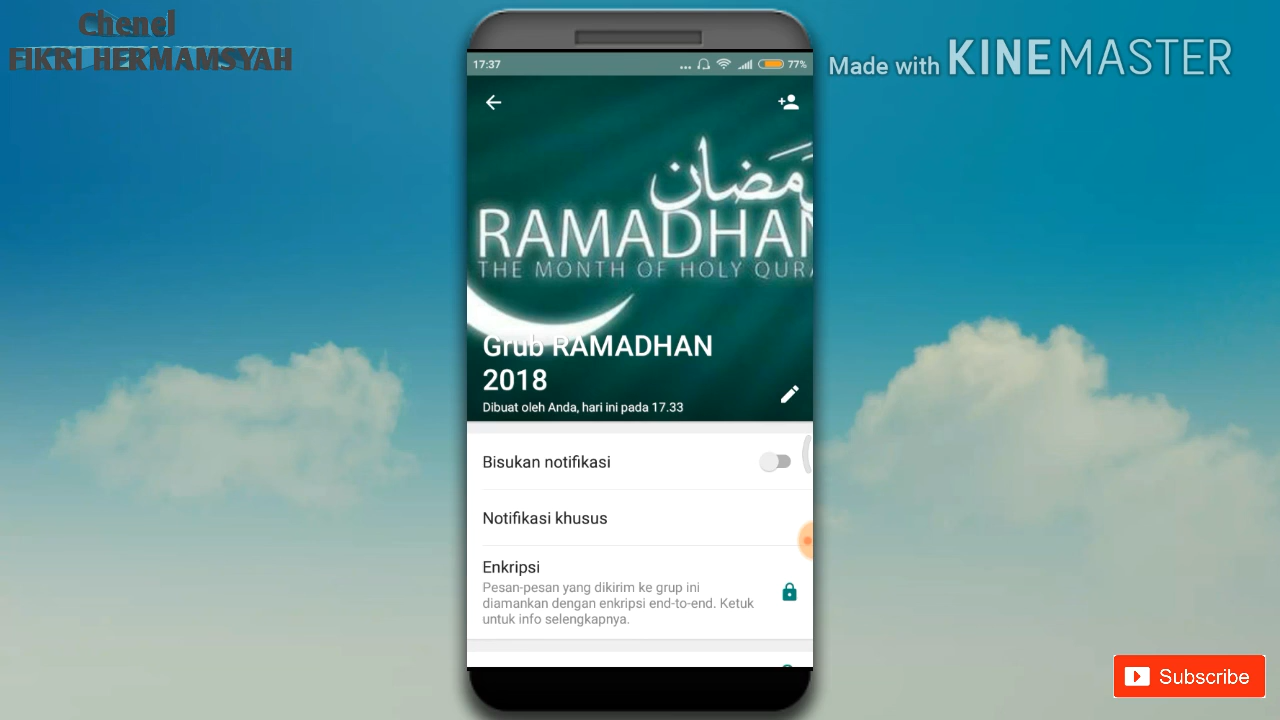 Chenel
FIKRI HERMAMSYAH
Made with KINEMASTER
17:37
77%
رمضان
RAMADHAN
THE MONTH OF HOLY QURA
Grub RAMADHAN
2018
Dibuat oleh Anda, hari ini pada 17.33
Bisukan notifikasi
Notifikasi khusus
Enkripsi
Pesan-pesan yang dikirim ke grup ini
diamankan dengan enkripsi end-to-end. Ketuk
untuk info selengkapnya.
Subscribe